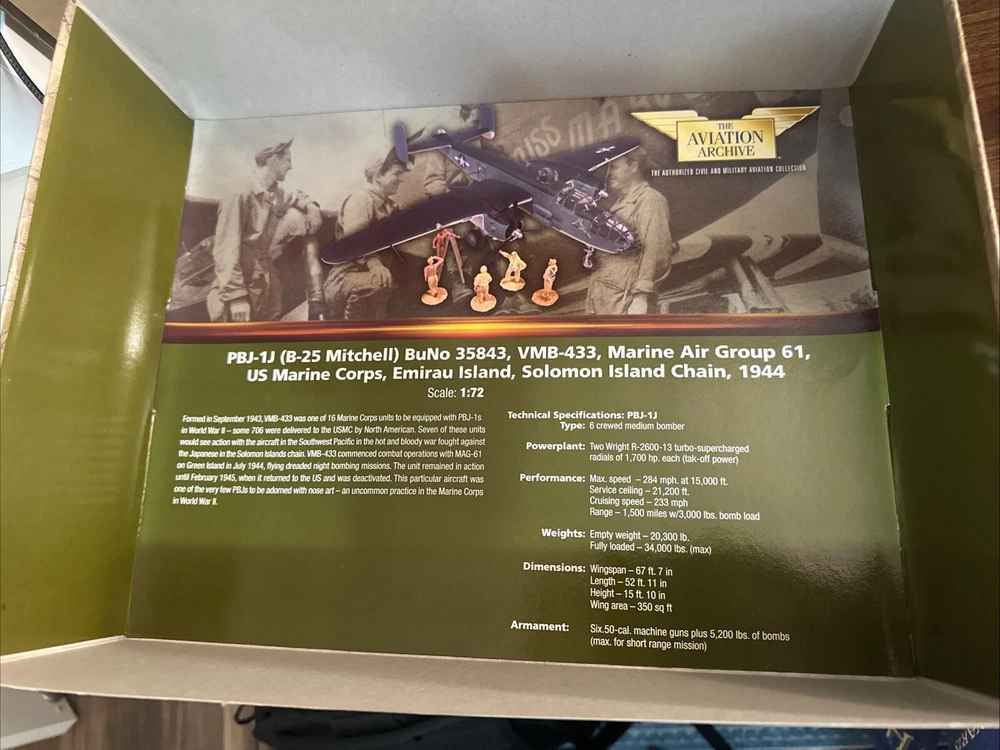 MISS MA
THE
AVIATION
ARCHIVE
THE AUTHORIZED CIVIL AND MILITARY AVIATION COLLECTION
PBJ-1J (B-25 Mitchell) BuNo 35843, VMB-433, Marine Air Group 61,
US Marine Corps, Emirau Island, Solomon Island Chain, 1944
Scale: 1:72
Formed in September 1943, VMB-433 was one of 16 Marine Corps units to be equipped with PBJ-1s
in World War II – some 706 were delivered to the USMC by North American. Seven of these units
would see action with the aircraft in the Southwest Pacific in the hot and bloody war fought against
the Japanese in the Solomon Islands chain. VMB-433 commenced combat operations with MAG-61
on Green Island in July 1944, flying dreaded night bombing missions. The unit remained in action
until February 1945, when it returned to the US and was deactivated. This particular aircraft was
one of the very few PBJs to be adorned with nose art – an uncommon practice in the Marine Corps
in World War II.
Technical Specifications: PBJ-1J
Type: 6 crewed medium bomber
Powerplant: Two Wright R-2600-13 turbo-supercharged
radials of 1,700 hp. each (take-off power)
Performance: Max. speed – 284 mph. at 15,000 ft.
Service ceiling – 21,200 ft.
Cruising speed – 233 mph
Range – 1,500 miles w/3,000 lbs. bomb load
Weights: Empty weight – 20,300 lb.
Fully loaded – 34,000 lbs. (max)
Dimensions: Wingspan – 67 ft. 7 in
Length – 52 ft. 11 in
Height – 15 ft. 10 in
Wing area – 350 sq ft
Armament: Six.50-cal. machine guns plus 5,200 lbs. of bombs
(max. for short range mission)